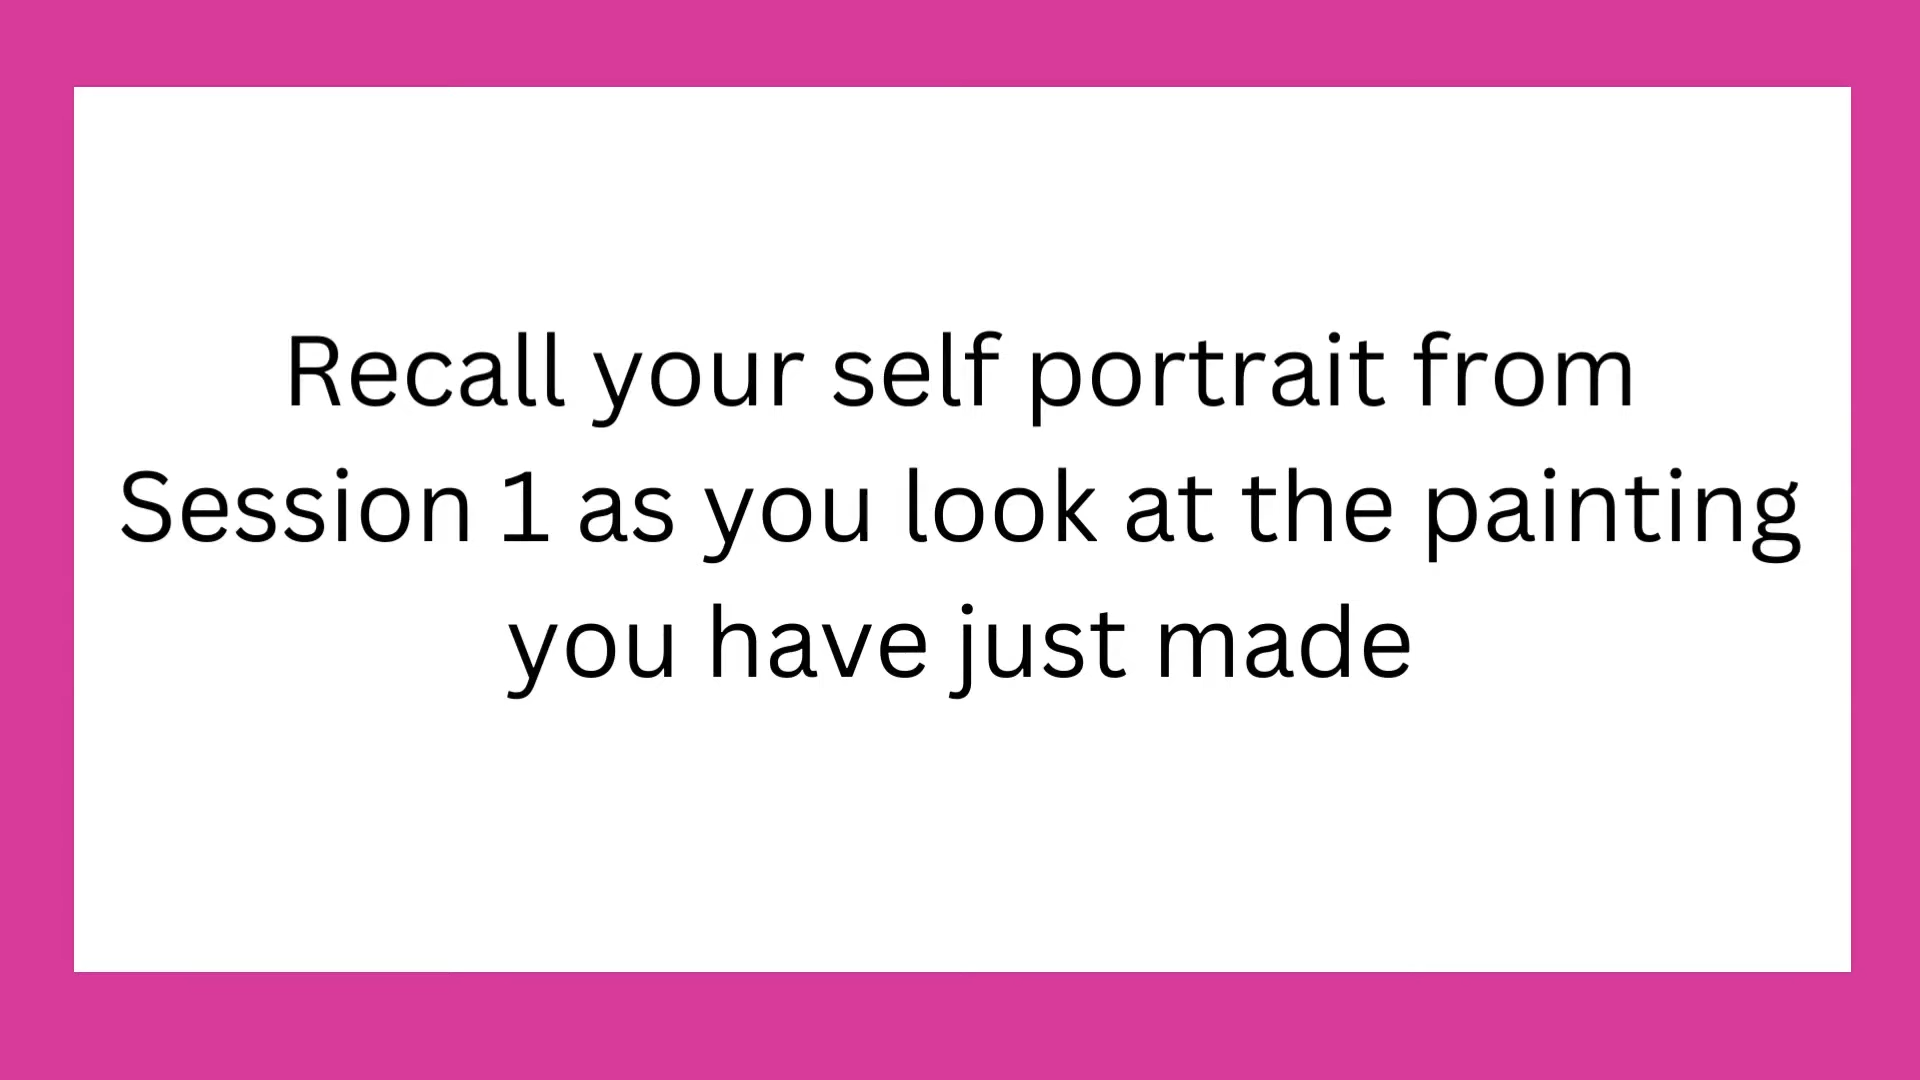 Recall your self portrait from
Session 1 as you look at the painting
you have just made